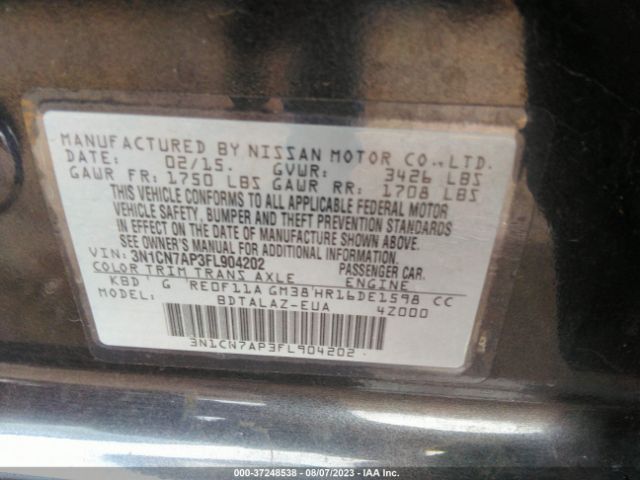 MANUFACTURED BY NISSAN MOTOR CO., LTD.
DATE: 02/15. GVWR: 3426 LBS
GAWR FR: 1750 LBS GAWR RR: 1708 LBS
THIS VEHICLE CONFORMS TO ALL APPLICABLE FEDERAL MOTOR
VEHICLE SAFETY, BUMPER AND THEFT PREVENTION STANDARDS
IN EFFECT ON THE DATE OF MANUFACTURE SHOWN ABOVE.
SEE OWNER'S MANUAL FOR ADDITIONAL INFORMATION.
VIN: 3N1CN7AP3FL904202 PASSENGER CAR.
COLOR TRIM TRANS AXLE ENGINE
KBD G RE0F11A GM38 HR16DE1598 CC
MODEL: BDTALAZ-EUA 4Z000
3N1CN7AP3FL904202
000-37248538 - 08/07/2023 - IAA Inc.